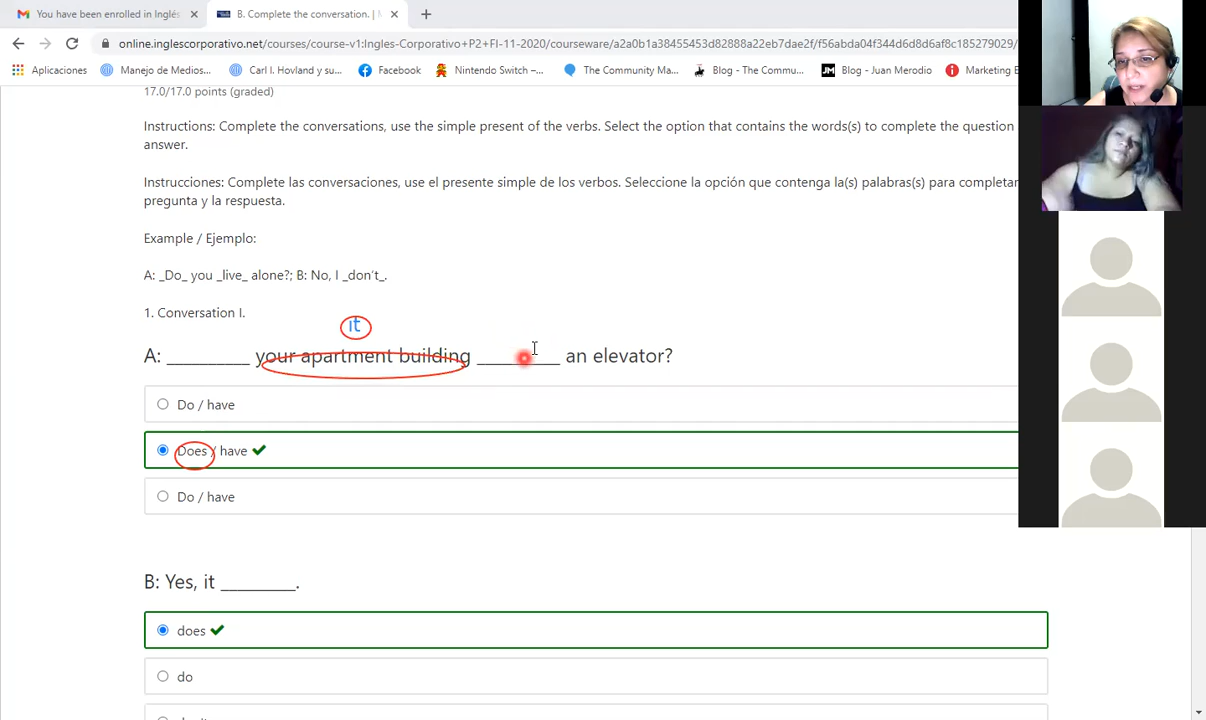 You have been enrolled in Inglés
B. Complete the conversation. | M
online.inglescorporativo.net/courses/course-v1:Ingles-Corporativo+P2+FI-11-2020/courseware/a2a0b1a38455453d82888a22eb7dae2f/f56abda04f344d6d8d6af8c185279029/
Aplicaciones
Manejo de Medios...
Carl I. Hovland y su...
Facebook
Nintendo Switch –...
The Community Ma...
Blog - The Commu...
Blog - Juan Merodio
Marketing E
17.0/17.0 points (graded)
Instructions: Complete the conversations, use the simple present of the verbs. Select the option that contains the words(s) to complete the question
answer.
Instrucciones: Complete las conversaciones, use el presente simple de los verbos. Seleccione la opción que contenga la(s) palabras(s) para completar
pregunta y la respuesta.
Example / Ejemplo:
A: _Do_ you _live_ alone?; B: No, I _don't_.
1. Conversation I.
it
A: __________ your apartment building __________ an elevator?
Do / have
Does / have
Do / have
B: Yes, it _________.
does
do